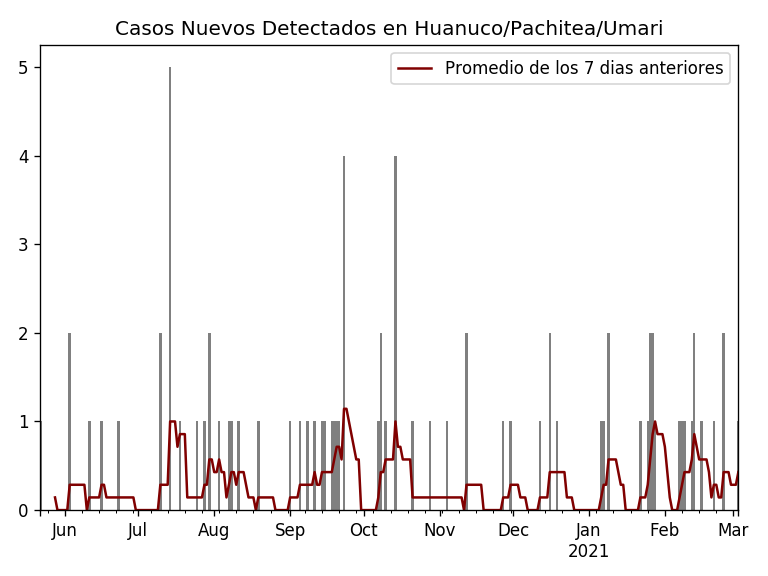 Casos Nuevos Detectados en Huanuco/Pachitea/Umari
Promedio de los 7 dias anteriores
5
4
3
2
1
0
Jun Jul Aug Sep Oct Nov Dec Jan Feb Mar
2021